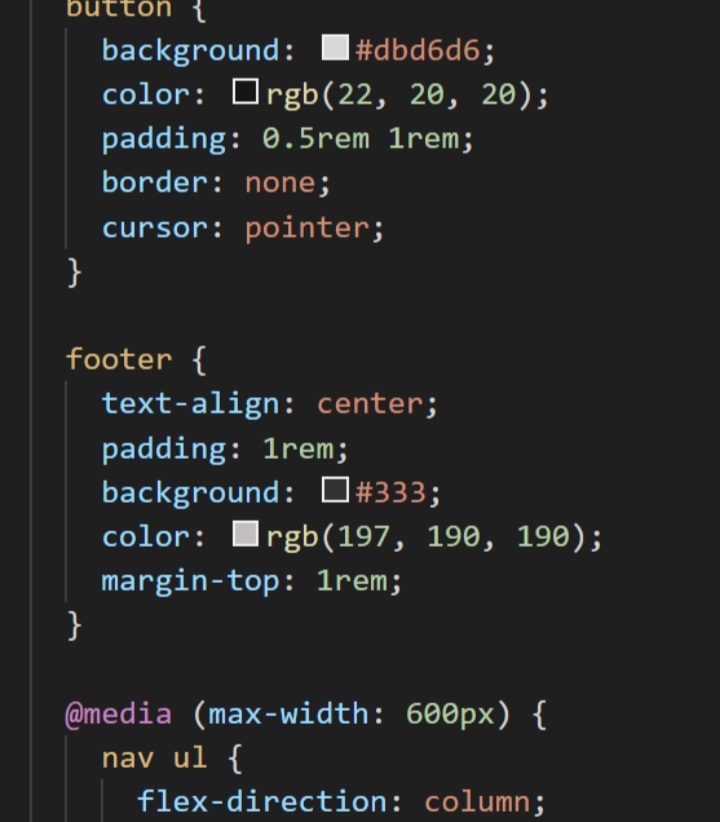 button {
background: #dbd6d6;
color: rgb(22, 20, 20);
padding: 0.5rem 1rem;
border: none;
cursor: pointer;
}
footer {
text-align: center;
padding: 1rem;
background: #333;
color: rgb(197, 190, 190);
margin-top: 1rem;
}
@media (max-width: 600px) {
nav ul {
flex-direction: column;